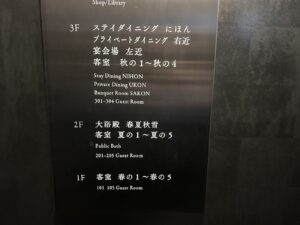 Shop/Library
3F ステイダイニング にほん
プライベートダイニング 右近
宴会場 左近
客室 秋の1～秋の4
Stay Dining NIHON
Private Dining UKON
Banquet Room SAKON
301-304 Guest Room
2F 大浴殿 春夏秋雪
客室 夏の1～夏の5
Public Bath
201-205 Guest Room
1F 客室 春の1～春の5
101 105 Guest Room